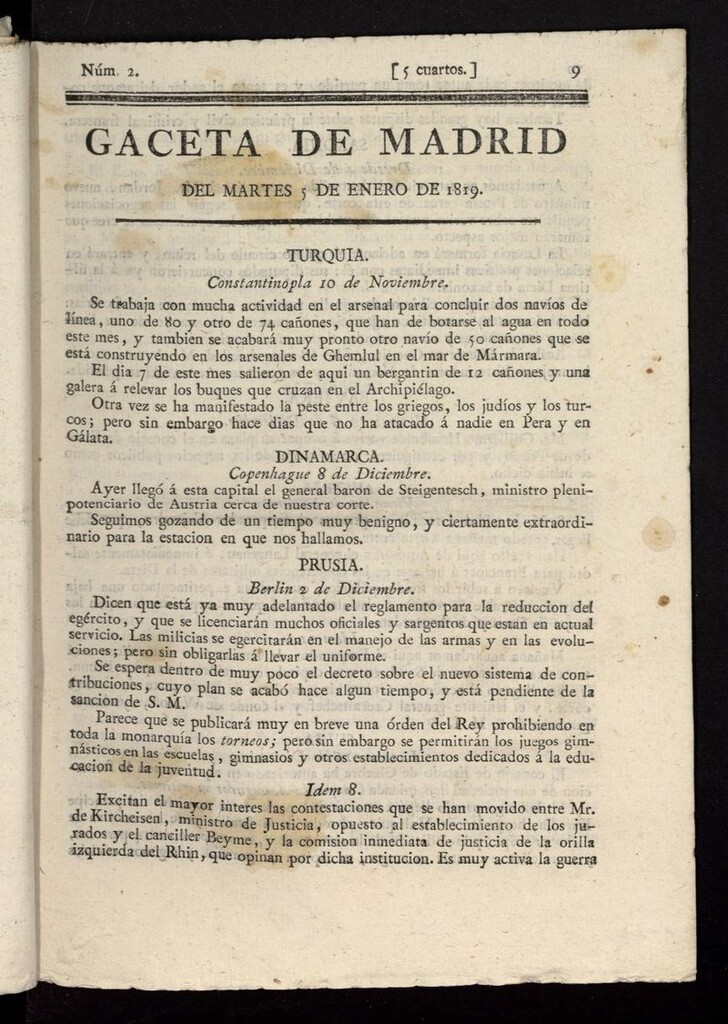 Núm. 2. [ 5 cuartos. ] 9
GACETA DE MADRID
DEL MARTES 5 DE ENERO DE 1819.
TURQUIA.
Constantinopla 10 de Noviembre.
Se trabaja con mucha actividad en el arsenal para concluir dos navíos de
línea, uno de 80 y otro de 74 cañones, que han de botarse al agua en todo
este mes, y tambien se acabará muy pronto otro navío de 50 cañones que se
está construyendo en los arsenales de Ghemlul en el mar de Mármara.
El dia 7 de este mes salieron de aqui un bergantin de 12 cañones y una
galera á relevar los buques que cruzan en el Archipiélago.
Otra vez se ha manifestado la peste entre los griegos, los judíos y los tur-
cos; pero sin embargo hace dias que no ha atacado á nadie en Pera y en
Gálata.
DINAMARCA.
Copenhague 8 de Diciembre.
Ayer llegó á esta capital el general baron de Steigentesch, ministro pleni-
potenciario de Austria cerca de nuestra corte.
Seguimos gozando de un tiempo muy benigno, y ciertamente extraordi-
nario para la estacion en que nos hallamos.
PRUSIA.
Berlin 2 de Diciembre.
Dicen que está ya muy adelantado el reglamento para la reduccion del
egército, y que se licenciarán muchos oficiales y sargentos que estan en actual
servicio. Las milicias se egercitarán en el manejo de las armas y en las evolu-
ciones; pero sin obligarlas á llevar el uniforme.
Se espera dentro de muy poco el decreto sobre el nuevo sistema de con-
tribuciones, cuyo plan se acabó hace algun tiempo, y está pendiente de la
sancion de S. M.
Parece que se publicará muy en breve una órden del Rey prohibiendo en
toda la monarquía los torneos; pero sin embargo se permitirán los juegos gim-
násticos en las escuelas, gimnasios y otros establecimientos dedicados á la edu-
cacion de la juventud.
Idem 8.
Excitan el mayor interes las contestaciones que se han movido entre Mr.
de Kircheisen, ministro de Justicia, opuesto al establecimiento de los ju-
rados y el canciller Beyme, y la comision inmediata de justicia de la orilla
izquierda del Rhin, que opinan por dicha institucion. Es muy activa la guerra